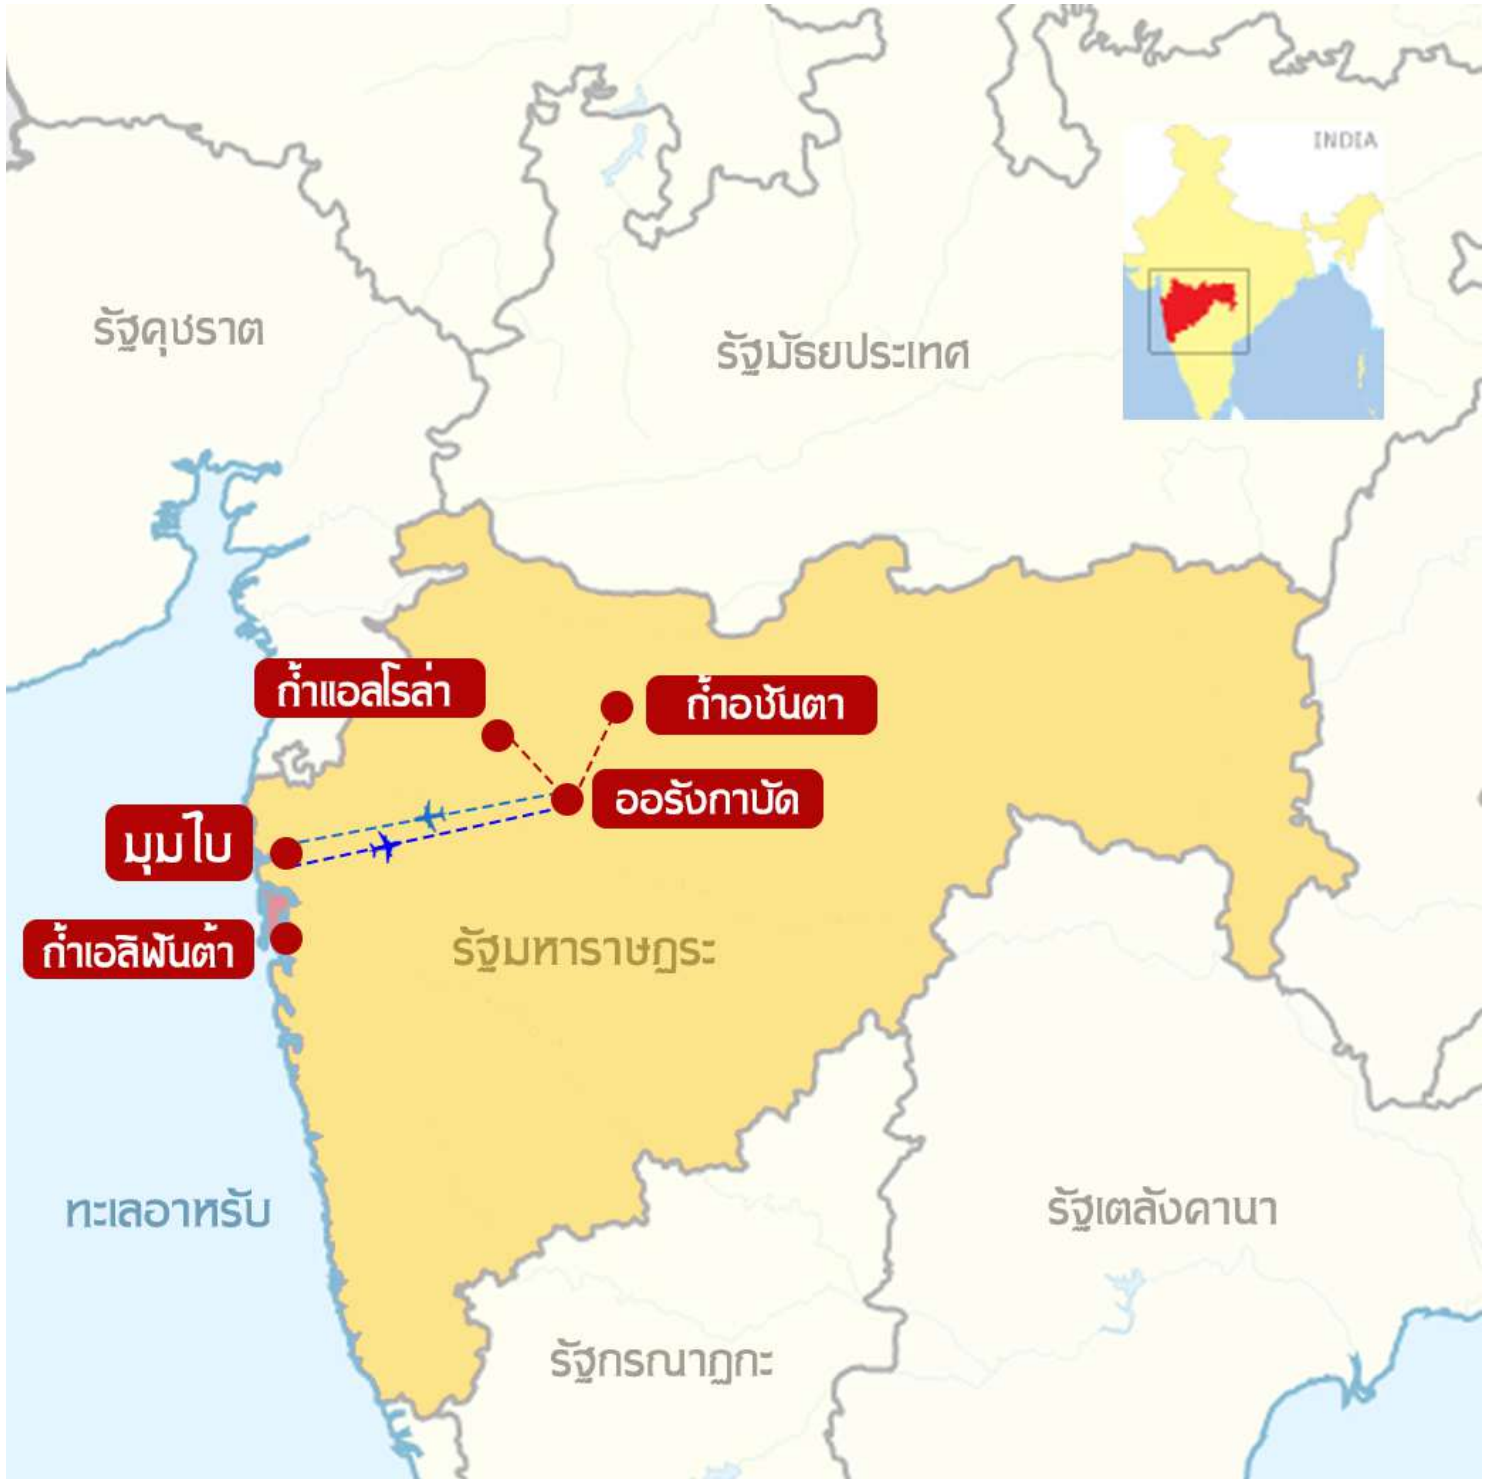 INDIA
รัฐคุชราต
รัฐมัธยประเทศ
ถ้ำแอลโรล่า
ถ้ำอชันตา
ออรังกาบัด
มุมไบ
ถ้ำเอลิฟันต้า
รัฐมหาราษฎระ
ทะเลอาหรับ
รัฐเตลังคานา
รัฐกรณาฏกะ